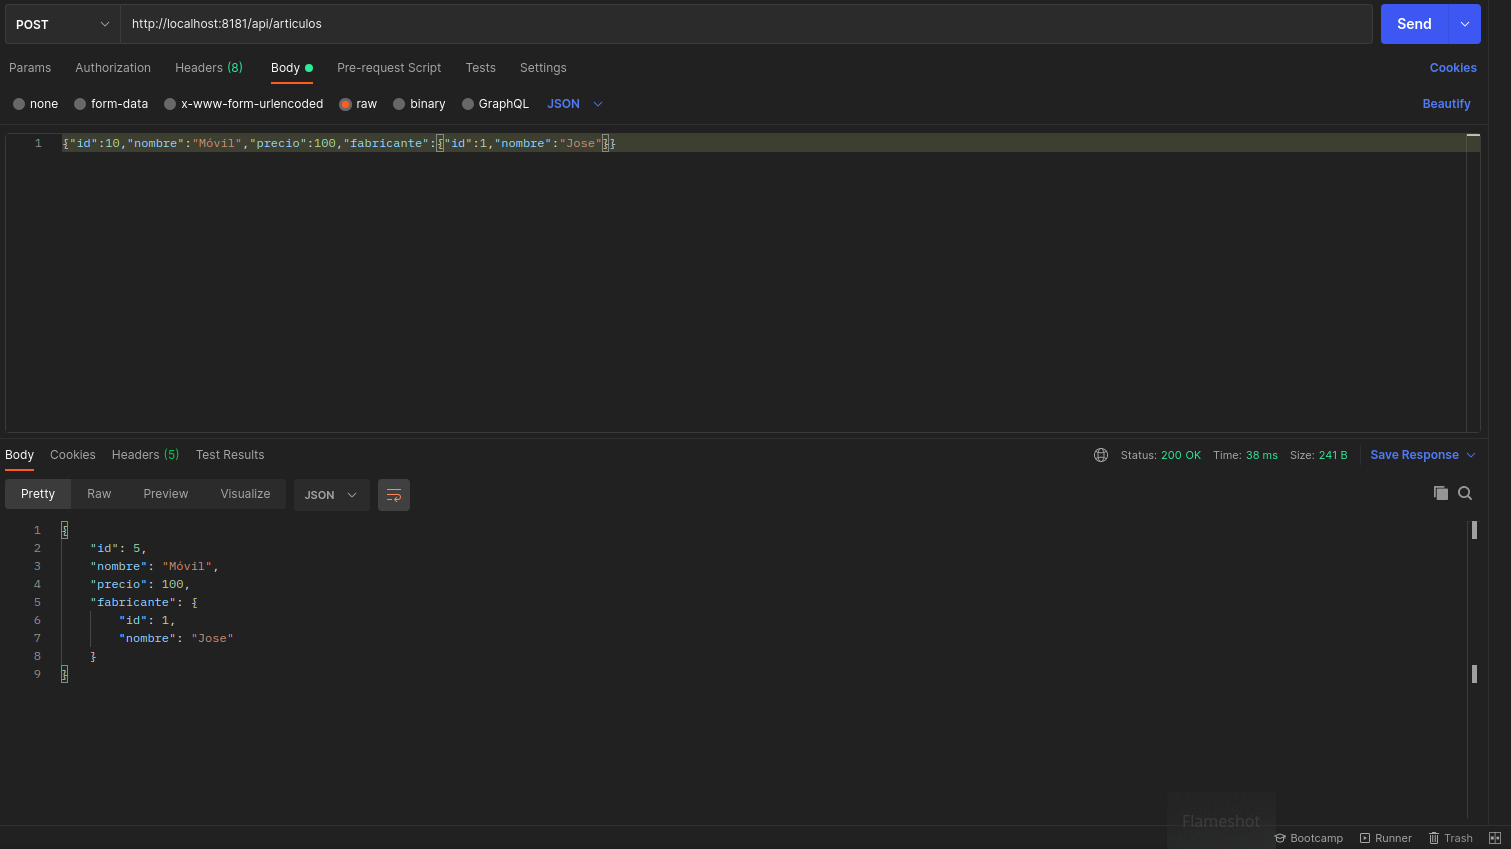 POST http://localhost:8181/api/articulos Send
Params Authorization Headers (8) Body Pre-request Script Tests Settings Cookies
none form-data x-www-form-urlencoded raw binary GraphQL JSON Beautify
1 {"id":10,"nombre":"Móvil","precio":100,"fabricante":{"id":1,"nombre":"Jose"}}
Body Cookies Headers (5) Test Results Status: 200 OK Time: 38 ms Size: 241 B Save Response
Pretty Raw Preview Visualize JSON
1 {
2 "id": 5,
3 "nombre": "Móvil",
4 "precio": 100,
5 "fabricante": {
6 "id": 1,
7 "nombre": "Jose"
8 }
9 }
Flameshot
Bootcamp Runner Trash